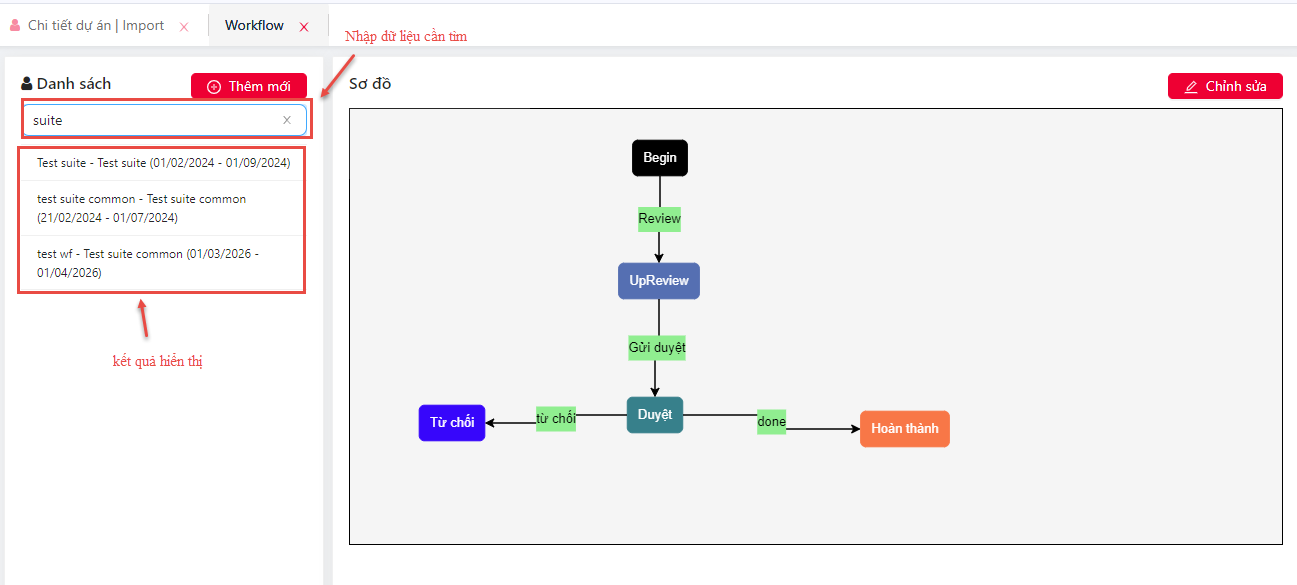 Chi tiết dự án | Import
Workflow
Nhập dữ liệu cần tìm
Danh sách
Thêm mới
suite
Test suite - Test suite (01/02/2024 - 01/09/2024)
test suite common - Test suite common
(21/02/2024 - 01/07/2024)
test wf - Test suite common (01/03/2026 -
01/04/2026)
kết quả hiển thị
Sơ đồ
Chỉnh sửa
Begin
Review
UpReview
Gửi duyệt
Duyệt
từ chối
Từ chối
done
Hoàn thành